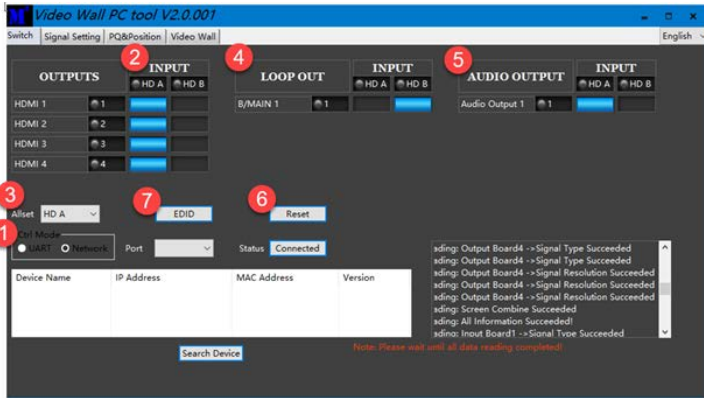 Video Wall PC tool V2.0.001
Switch Signal Setting PQ&Position Video Wall English
2 4 5
OUTPUTS INPUT LOOP OUT INPUT AUDIO OUTPUT INPUT
HD A HD B HD A HD B HD A HD B
HDMI 1 1 B/MAIN 1 1 Audio Output 1 1
HDMI 2 2
HDMI 3 3
HDMI 4 4
3 7 6
Allset HD A EDID Reset
1 Ctrl Mode
UART Network Port Status Connected
Device Name IP Address MAC Address Version
ading: Output Board4 ->Signal Type Succeeded
ading: Output Board4 ->Signal Type Succeeded
ading: Output Board4 ->Signal Resolution Succeeded
ading: Output Board4 ->Signal Resolution Succeeded
ading: Output Board4 ->Signal Resolution Succeeded
ading: Screen Combine Succeeded
ading: All Information Succeeded!
ading: Input Board1 ->Signal Type Succeeded
Search Device
Note: Please wait until all data reading completed!